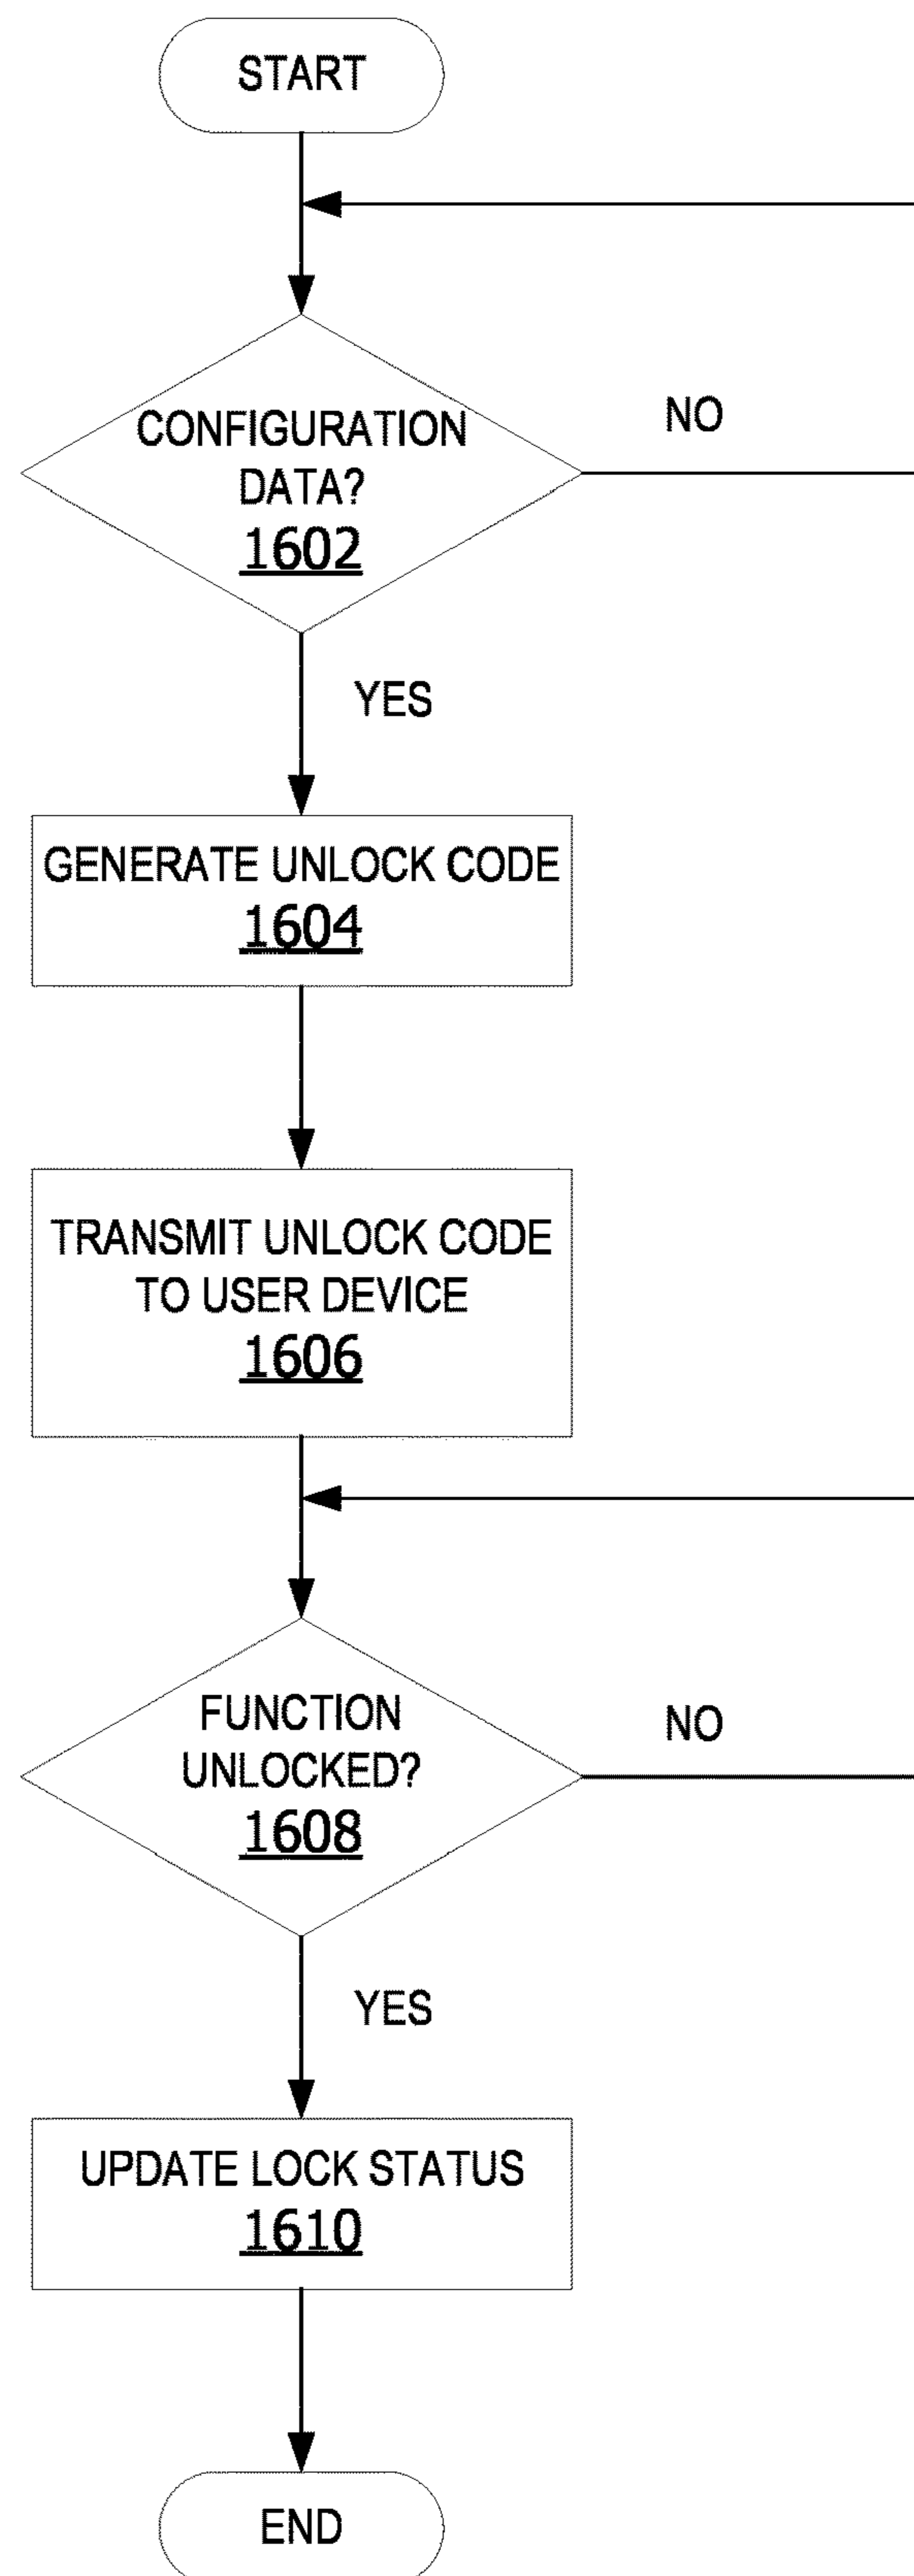 START
CONFIGURATION
DATA?
1602
NO
YES
GENERATE UNLOCK CODE
1604
TRANSMIT UNLOCK CODE
TO USER DEVICE
1606
FUNCTION
UNLOCKED?
1608
NO
YES
UPDATE LOCK STATUS
1610
END